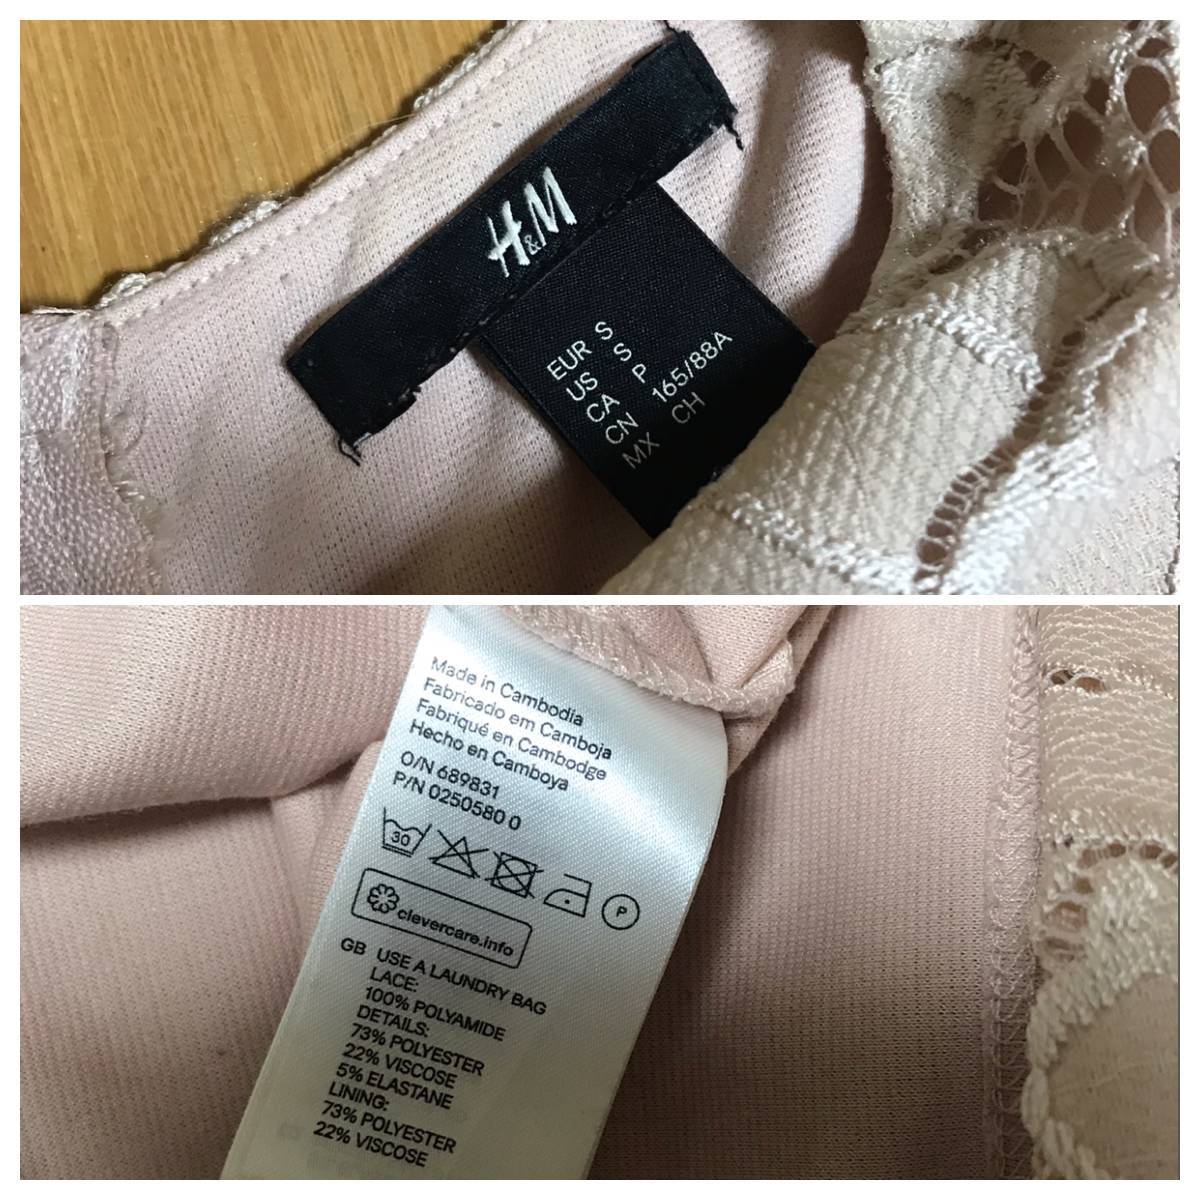 H&M
EUR S
US S
CA P
CN 165/88A
MX CH
Made in Cambodia
Fabricado em Camboja
Fabriqué en Cambodge
Hecho en Camboya
O/N 689831
P/N 0250580 0
30
P
clevercare.info
GB USE A LAUNDRY BAG
LACE:
100% POLYAMIDE
DETAILS:
73% POLYESTER
22% VISCOSE
5% ELASTANE
LINING:
73% POLYESTER
22% VISCOSE